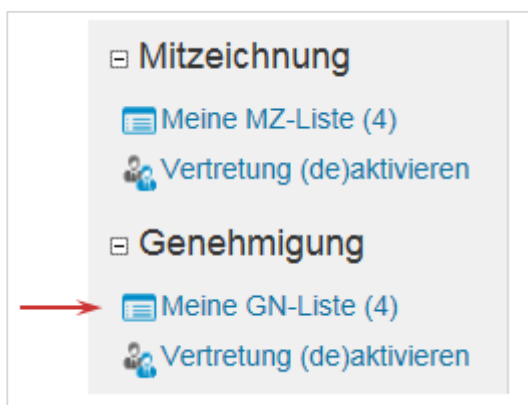 Mitzeichnung
Meine MZ-Liste (4)
Vertretung (de)aktivieren
Genehmigung
Meine GN-Liste (4)
Vertretung (de)aktivieren